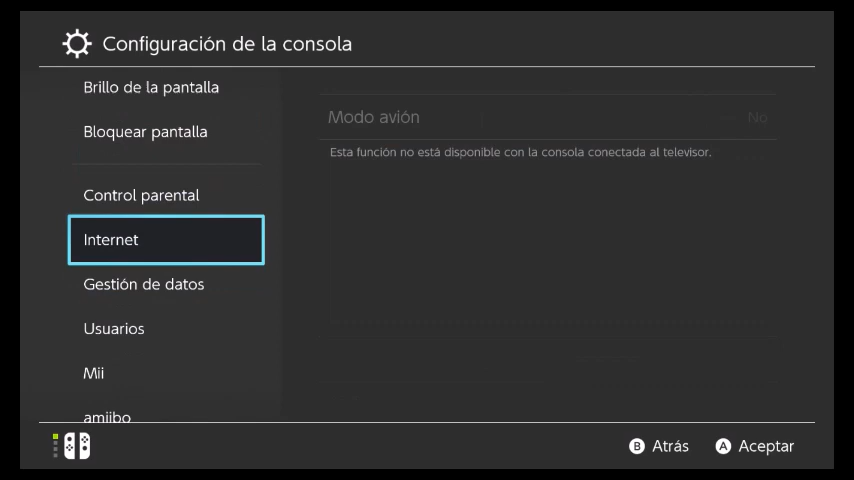 Configuración de la consola
Brillo de la pantalla
Bloquear pantalla
Control parental
Internet
Gestión de datos
Usuarios
Mii
amiibo
Modo avión No
Esta función no está disponible con la consola conectada al televisor.
B Atrás A Aceptar